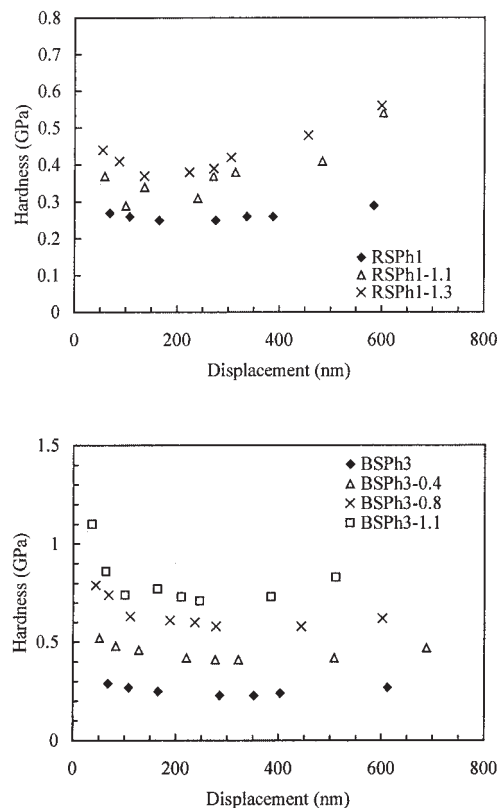 0.8
0.7
0.6
0.5
0.4
0.3
0.2
0.1
0
Hardness (GPa)
RSPh1
RSPh1-1.1
RSPh1-1.3
0 200 400 600 800
Displacement (nm)
1.5
1
0.5
0
Hardness (GPa)
BSPh3
BSPh3-0.4
BSPh3-0.8
BSPh3-1.1
0 200 400 600 800
Displacement (nm)